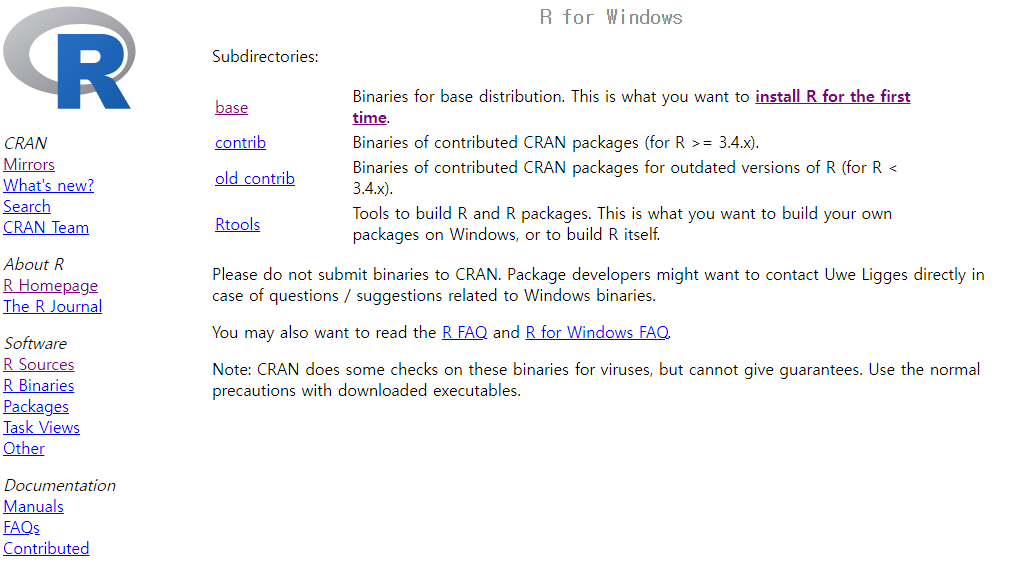 R
R for Windows
Subdirectories:
base
Binaries for base distribution. This is what you want to install R for the first
time.
contrib
Binaries of contributed CRAN packages (for R >= 3.4.x).
old contrib
Binaries of contributed CRAN packages for outdated versions of R (for R <
3.4.x).
Rtools
Tools to build R and R packages. This is what you want to build your own
packages on Windows, or to build R itself.
Please do not submit binaries to CRAN. Package developers might want to contact Uwe Ligges directly in
case of questions / suggestions related to Windows binaries.
You may also want to read the R FAQ and R for Windows FAQ.
Note: CRAN does some checks on these binaries for viruses, but cannot give guarantees. Use the normal
precautions with downloaded executables.
CRAN
Mirrors
What's new?
Search
CRAN Team
About R
R Homepage
The R Journal
Software
R Sources
R Binaries
Packages
Task Views
Other
Documentation
Manuals
FAQs
Contributed